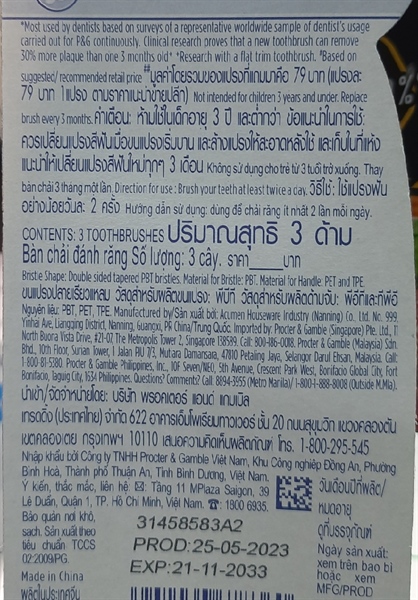 *Most used by dentists based on surveys of a representative worldwide sample of dentist's usage
carried out for P&G continuously. Clinical research proves that a new toothbrush can remove
30% more plaque than one 3 months old* *Research with a flat trim toothbrush. #Based on
suggested/ recommended retail price #มูลค่าโดยรวมของแปรงที่แถมมาคือ 79 บาท (แปรงละ
79 บาท 1แปรง ตามราคาแนะนำขายปลีก) Not intended for children 3 years and under. Replace
brush every 3 months. คำเตือน: ห้ามใช้ในเด็กอายุ 3 ปี และต่ำกว่า ข้อแนะนำในการใช้:
ควรเปลี่ยนแปรงสีฟันเมื่อขนแปรงเริ่มบาน และล้างแปรงให้สะอาดหลังใช้ และเก็บในที่แห้ง
แนะนำให้เปลี่ยนแปรงสีฟันใหม่ทุกๆ 3 เดือน Không sử dụng cho trẻ từ 3 tuổi trở xuống. Thay
bàn chải 3 tháng một lần. Direction for use: Brush your teeth at least twice a day. วิธีใช้: ใช้แปรงฟัน
อย่างน้อยวันละ 2 ครั้ง Hướng dẫn sử dụng: dùng để chải răng ít nhất 2 lần mỗi ngày.
CONTENTS: 3 TOOTHBRUSHES ปริมาณสุทธิ 3 ด้าม
Bàn chải đánh răng Số lượng: 3 cây. ราคา____บาท
Bristle Shape: Double sided tapered PBT bristles. Material for Bristle: PBT. Material for Handle: PET and TPE.
ขนแปรงปลายเรียวแหลม วัสดุสำหรับผลิตขนแปรง: พีบีที วัสดุสำหรับผลิตด้ามจับ: พีอีทีและทีพีอี
Nguyên liệu: PBT, PET, TPE. Manufactured by/Sản xuất bởi: Acumen Houseware Industry (Nanning) Co. Ltd. No. 999,
Yinhai Ave, Liangqing District, Nanning, Guangxi, PR China/Trung Quốc. Imported by: Procter & Gamble (Singapore) Pte. Ltd., 11
North Buona Vista Drive, #21-07 The Metropolis Tower 2, Singapore 138589. Call: 800-186-0018. Procter & Gamble (Malaysia) Sdn.
Bhd., 10th Floor, Surian Tower, 1 Jalan PJU 7/3, Mutiara Damansara, 47810 Petaling Jaya, Selangor Darul Ehsan, Malaysia. Call:
1-800-81-5380. Procter & Gamble Philippines, Inc., 10F Seven/NEO, 5th Avenue, Crescent Park West, Bonifacio Global City, Fort
Bonifacio, Taguig City, 1634 Philippines. Questions? Comments? Call: 8894-3955 (Metro Manila)/ 1-800-1-888-8008 (Outside M.Mla).
นำเข้า/จัดจำหน่ายโดย: บริษัท พรอคเตอร์ แอนด์ แกมเบิล
เทรดดิ้ง (ประเทศไทย) จำกัด 622 อาคารเอ็มโพเรียมทาวเวอร์ ชั้น 20 ถนนสุขุมวิท แขวงคลองตัน
เขตคลองเตย กรุงเทพฯ 10110 เสนอความคิดเห็นผลิตภัณฑ์ โทร. 1-800-295-545
Nhập khẩu bởi Công ty TNHH Procter & Gamble Việt Nam, Khu Công nghiệp Đồng An, Phường
Bình Hoà, Thành phố Thuận An, Tỉnh Bình Dương, Việt Nam.
Ý kiến, thắc mắc, liên hệ: Tầng 11 MPlaza Saigon, 39
Lê Duẩn, Quận 1, TP. Hồ Chí Minh, Việt Nam. ☎: 1900 6935.
วันเดือนปีที่ผลิต/
หมดอายุ
ดูที่บรรจุภัณฑ์
Ngày sản xuất:
xem trên bao bì
hoặc xem
MFG/PROD
Bảo quản nơi khô,
sạch. Sản xuất theo
tiêu chuẩn TCCS
02:2009/PG.
31458583A2
PROD:25-05-2023
EXP:21-11-2033
Made in China
ผลิตในประเทศจีน